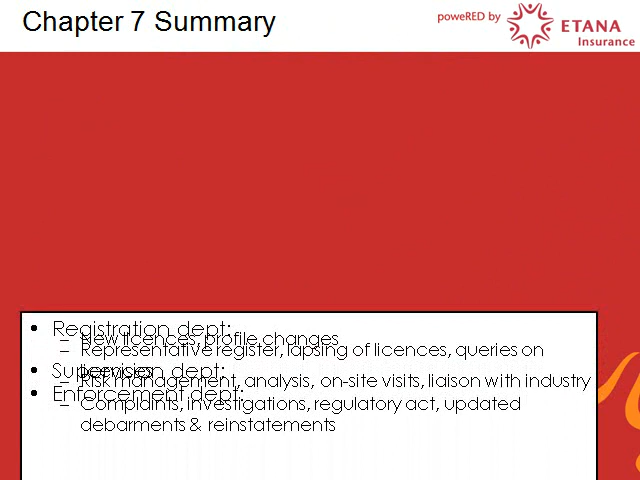 Chapter 7 Summary
poweRED by
ETANA
Insurance
• Registration dept:
– New licences, profile changes
– Representative register, lapsing of licences, queries on
licences
• Supervision dept:
– Risk management, analysis, on-site visits, liaison with industry
• Enforcement dept:
– Complaints, investigations, regulatory act, updated
debarments & reinstatements